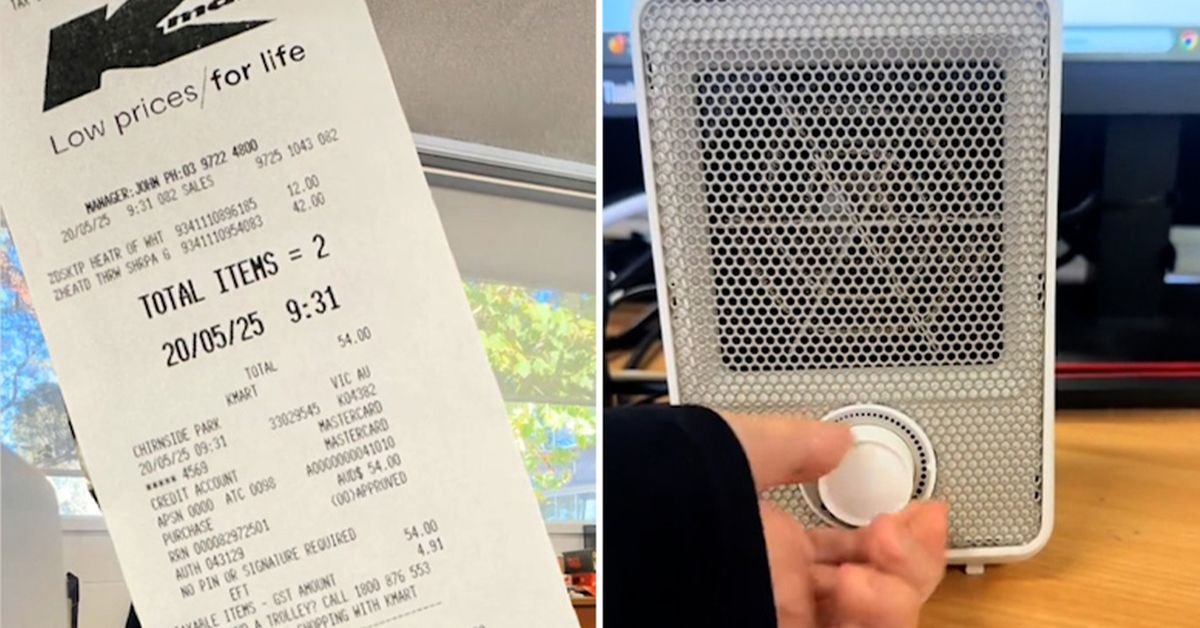 TAX
Kma
Low prices/for life
MANAGER:JOHN PH:03 9722 4800
20/05/25 9:31 082 SALES 9725 1043 082
ZDSKTP HEATR OF WHT 9341110896185 12.00
ZHEATD THRW SHRPA G 9341110954083 42.00
TOTAL ITEMS = 2
20/05/25 9:31
TOTAL 54.00
KMART
CHIRNSIDE PARK VIC AU
20/05/25 09:31 33029545 K04382
***** 4569 MASTERCARD
CREDIT ACCOUNT MASTERCARD
APSN 0000 ATC 0098 A0000000041010
PURCHASE AUD$ 54.00
RRN 000082972501 (00)APPROVED
AUTH 043129
NO PIN OR SIGNATURE REQUIRED
EFT 54.00
TAXABLE ITEMS - GST AMOUNT 4.91
A TROLLEY? CALL 1800 876 553
SHOPPING WITH KMART